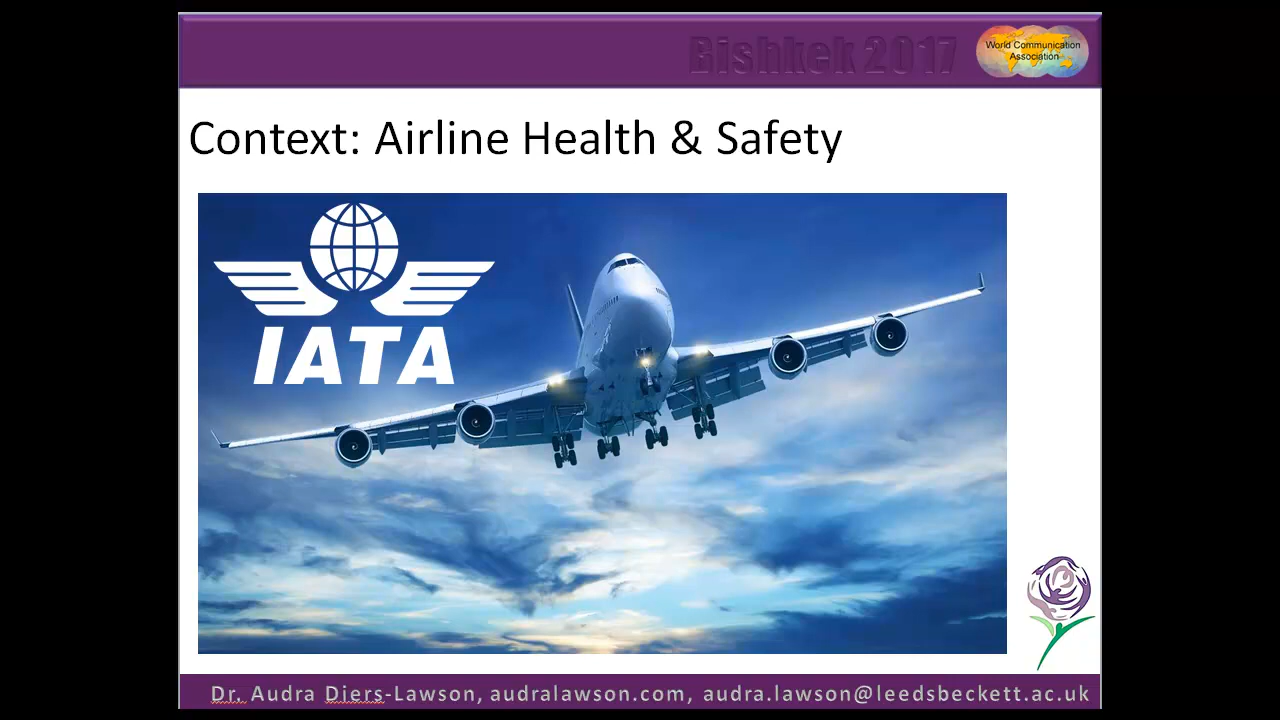 Bishkek 2017
World Communication
Association
Context: Airline Health & Safety
IATA
Dr. Audra Diers-Lawson, audralawson.com, audra.lawson@leedsbeckett.ac.uk